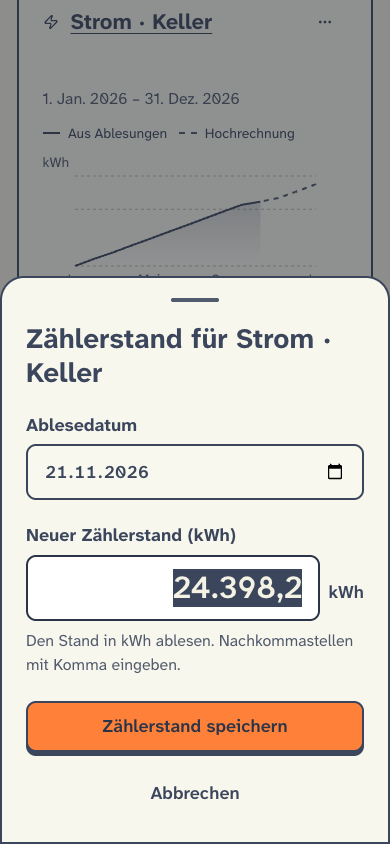 Strom · Keller
1. Jan. 2026 – 31. Dez. 2026
Aus Ablesungen
Hochrechnung
kWh
Zählerstand für Strom ·
Keller
Ablesedatum
21.11.2026
Neuer Zählerstand (kWh)
24.398,2
kWh
Den Stand in kWh ablesen. Nachkommastellen
mit Komma eingeben.
Zählerstand speichern
Abbrechen